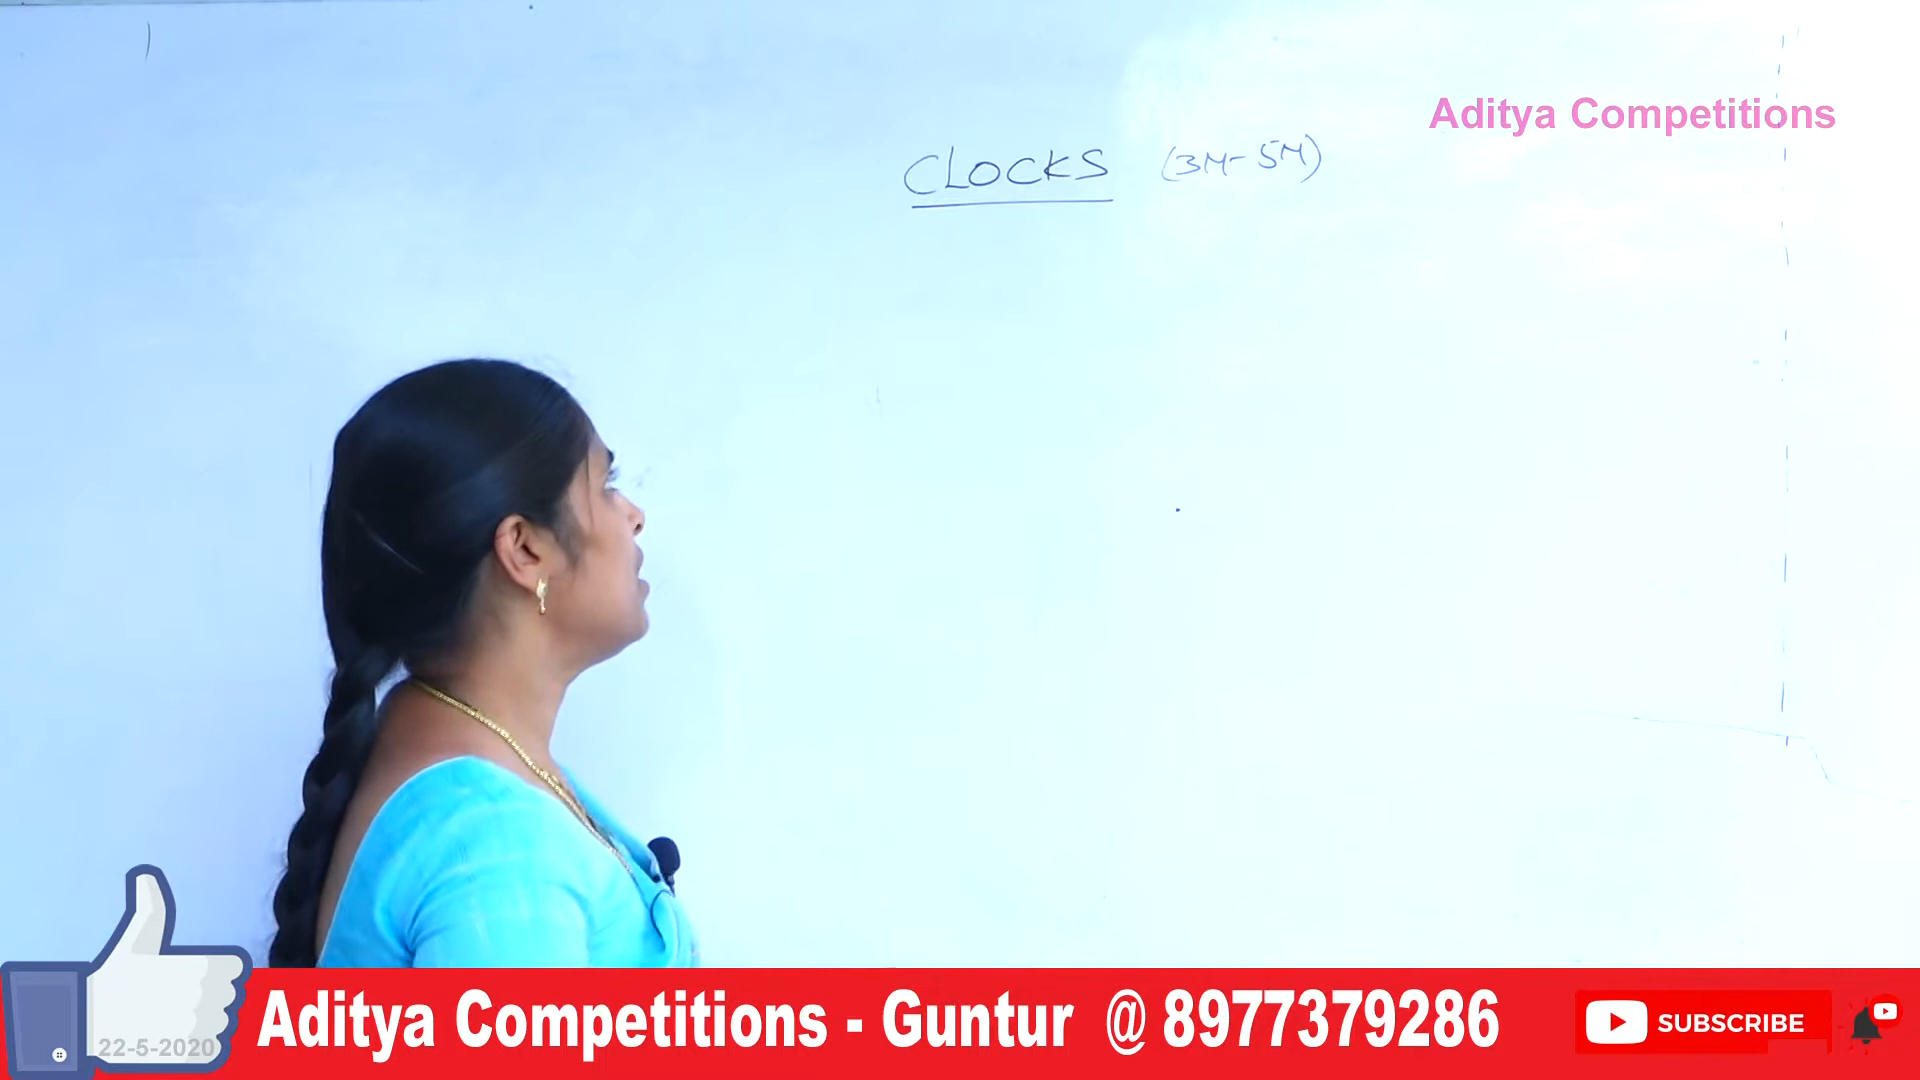 Aditya Competitions
CLOCKS (3M-5M)
Aditya Competitions - Guntur @ 8977379286
SUBSCRIBE
22-5-2020